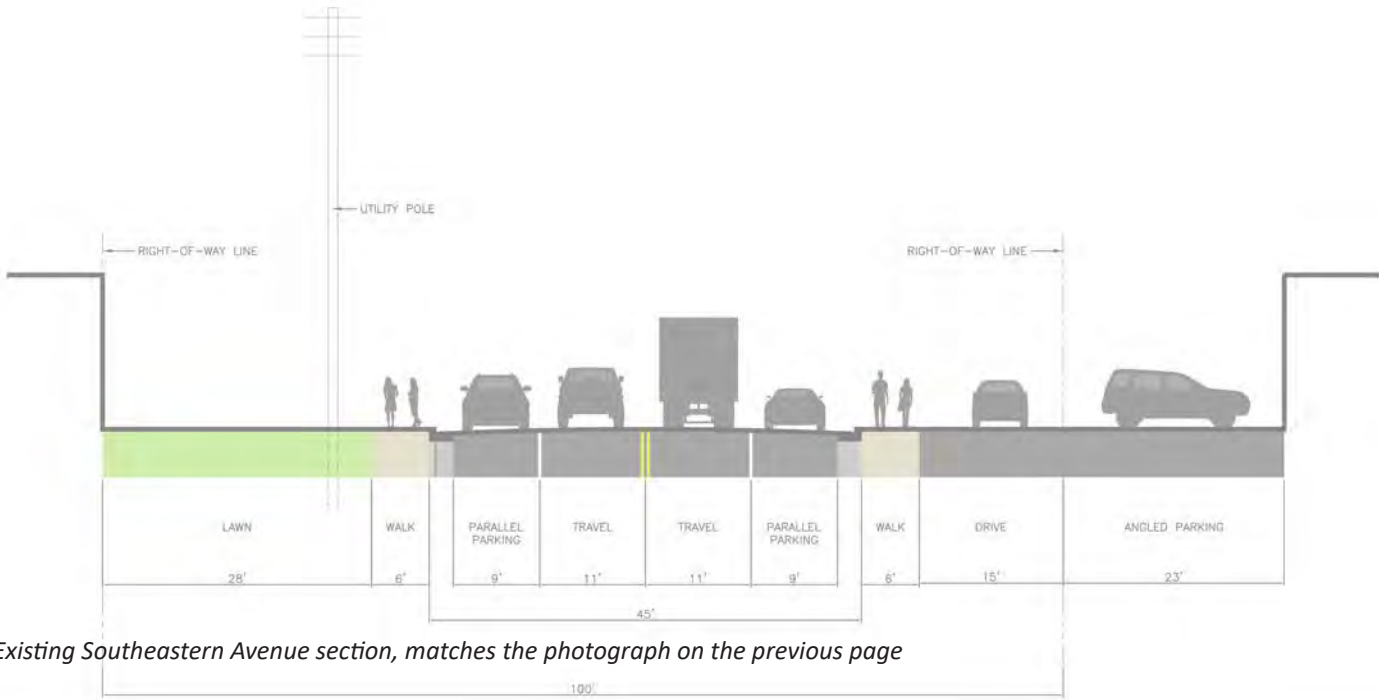 UTILITY POLE
RIGHT-OF-WAY LINE
RIGHT-OF-WAY LINE
LAWN
WALK
PARALLEL
PARKING
TRAVEL
TRAVEL
PARALLEL
PARKING
WALK
DRIVE
ANGLED PARKING
28'
6'
9'
11'
11'
9'
6'
15'
23'
45'
Existing Southeastern Avenue section, matches the photograph on the previous page
100'